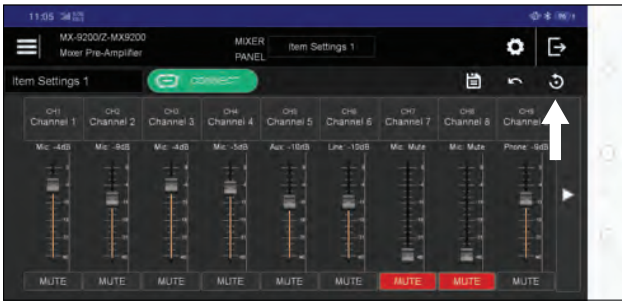 11:05
MX-9200/Z-MX9200
Mixer Pre-Amplifier
MIXER
PANEL
Item Settings 1
Item Settings 1
CONNECT
CH1 CH2 CH3 CH4 CH5 CH6 CH7 CH8 CH9
Channel 1 Channel 2 Channel 3 Channel 4 Channel 5 Channel 6 Channel 7 Channel 8 Channel
Mic: -4dB Mic: -9dB Mic: -4dB Mic: -5dB Aux: -10dB Line: -10dB Mic: Mute Mic: Mute Phone: -9dB
MUTE MUTE MUTE MUTE MUTE MUTE MUTE MUTE MUTE